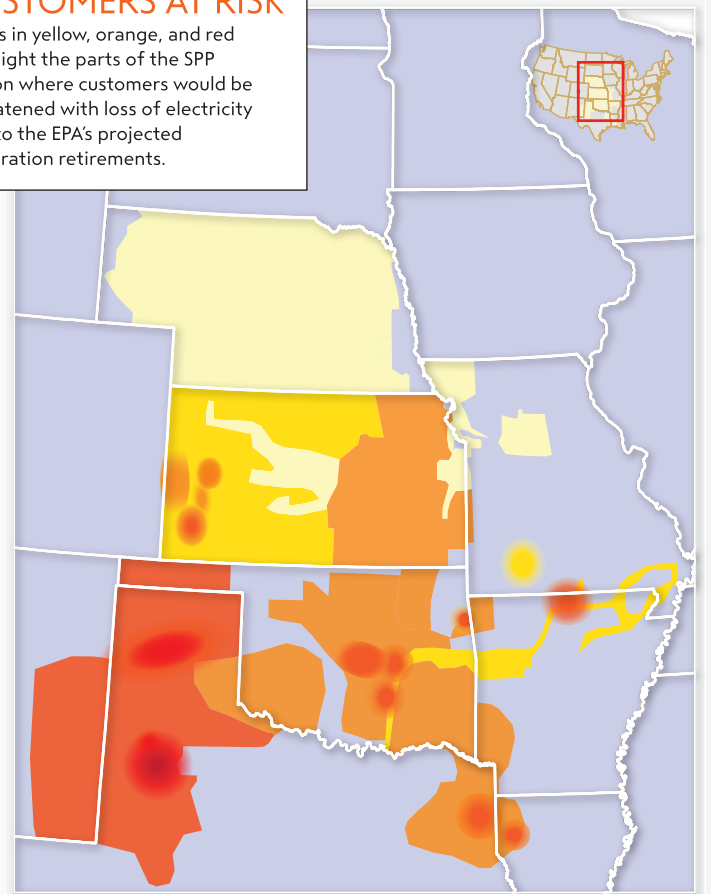 STOMERS AT RISK
s in yellow, orange, and red
ight the parts of the SPP
on where customers would be
atened with loss of electricity
to the EPA's projected
ration retirements.